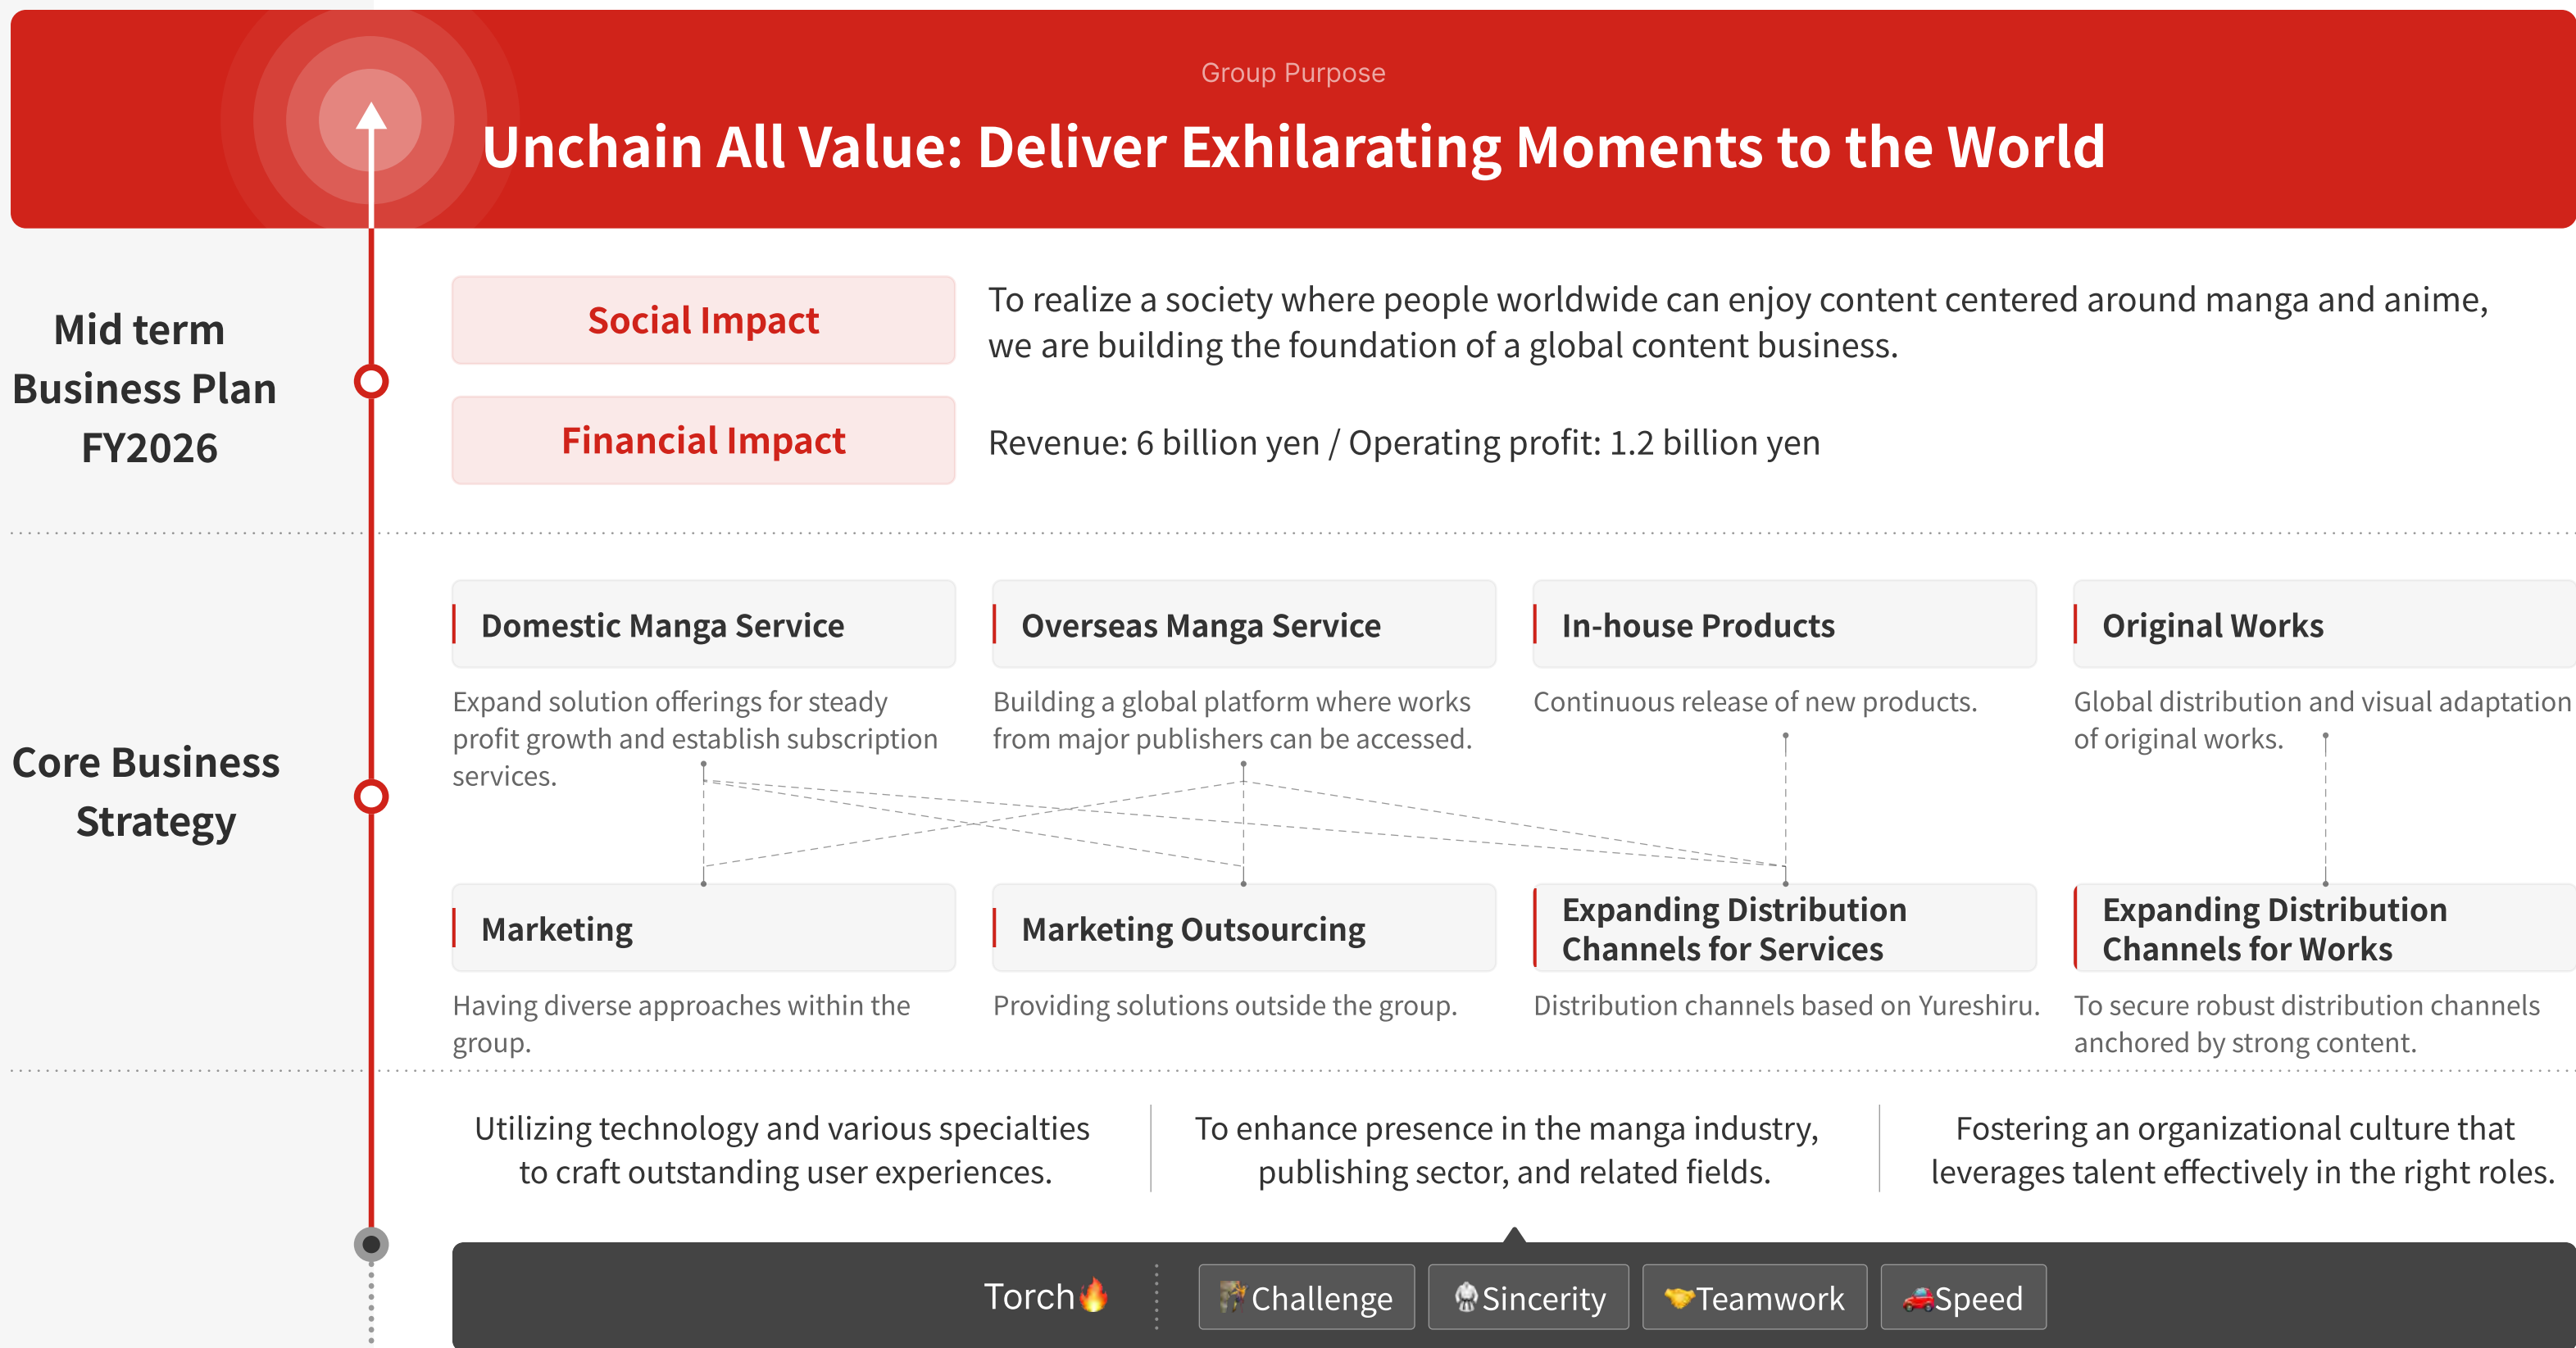 Group Purpose
Unchain All Value: Deliver Exhilarating Moments to the World
Mid term
Business Plan
FY2026
Social Impact
To realize a society where people worldwide can enjoy content centered around manga and anime,
we are building the foundation of a global content business.
Financial Impact
Revenue: 6 billion yen / Operating profit: 1.2 billion yen
Core Business
Strategy
Domestic Manga Service
Expand solution offerings for steady
profit growth and establish subscription
services.
Overseas Manga Service
Building a global platform where works
from major publishers can be accessed.
In-house Products
Continuous release of new products.
Original Works
Global distribution and visual adaptation
of original works.
Marketing
Having diverse approaches within the
group.
Marketing Outsourcing
Providing solutions outside the group.
Expanding Distribution
Channels for Services
Distribution channels based on Yureshiru.
Expanding Distribution
Channels for Works
To secure robust distribution channels
anchored by strong content.
Utilizing technology and various specialties
to craft outstanding user experiences.
To enhance presence in the manga industry,
publishing sector, and related fields.
Fostering an organizational culture that
leverages talent effectively in the right roles.
Torch🔥
Challenge
Sincerity
🤝Teamwork
🚗Speed